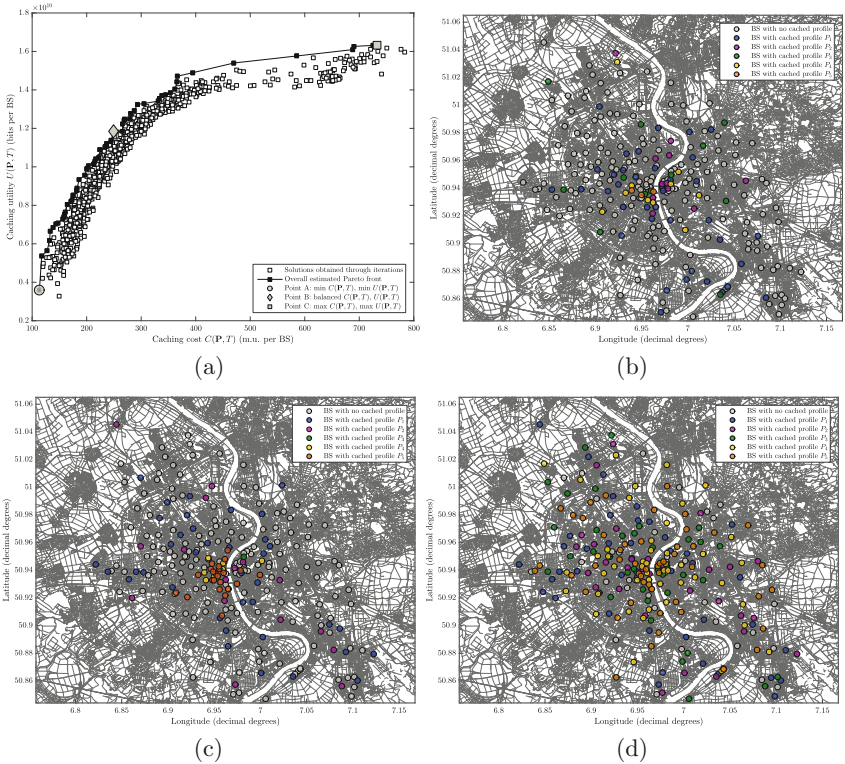 ×10¹⁰
1.8
1.6
1.4
1.2
1
0.8
0.6
0.4
0.2
100 200 300 400 500 600 700 800
Caching utility U(P, T) (bits per BS)
Caching cost C(P, T) (m.u. per BS)
Solutions obtained through iterations
Overall estimated Pareto front
Point A: min C(P, T), min U(P, T)
Point B: balanced C(P, T), U(P, T)
Point C: max C(P, T), max U(P, T)
(a)
51.06
51.04
51.02
51
50.98
50.96
50.94
50.92
50.9
50.88
50.86
6.8 6.85 6.9 6.95 7 7.05 7.1 7.15
Latitude (decimal degrees)
Longitude (decimal degrees)
BS with no cached profile
BS with cached profile P₁
BS with cached profile P₂
BS with cached profile P₃
BS with cached profile P₄
BS with cached profile P₅
(b)
51.06
51.04
51.02
51
50.98
50.96
50.94
50.92
50.9
50.88
50.86
6.8 6.85 6.9 6.95 7 7.05 7.1 7.15
Latitude (decimal degrees)
Longitude (decimal degrees)
BS with no cached profile
BS with cached profile P₁
BS with cached profile P₂
BS with cached profile P₃
BS with cached profile P₄
BS with cached profile P₅
(c)
51.06
51.04
51.02
51
50.98
50.96
50.94
50.92
50.9
50.88
50.86
6.8 6.85 6.9 6.95 7 7.05 7.1 7.15
Latitude (decimal degrees)
Longitude (decimal degrees)
BS with no cached profile
BS with cached profile P₁
BS with cached profile P₂
BS with cached profile P₃
BS with cached profile P₄
BS with cached profile P₅
(d)